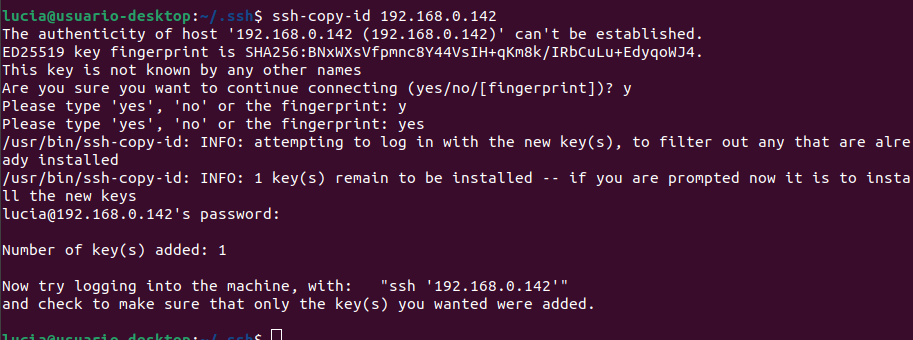 lucia@usuario-desktop:~/.ssh$ ssh-copy-id 192.168.0.142
The authenticity of host '192.168.0.142 (192.168.0.142)' can't be established.
ED25519 key fingerprint is SHA256:BNxWXsVfpmnc8Y44VsIH+qKm8k/IRbCuLu+EdyqoWJ4.
This key is not known by any other names
Are you sure you want to continue connecting (yes/no/[fingerprint])? y
Please type 'yes', 'no' or the fingerprint: y
Please type 'yes', 'no' or the fingerprint: yes
/usr/bin/ssh-copy-id: INFO: attempting to log in with the new key(s), to filter out any that are alre
ady installed
/usr/bin/ssh-copy-id: INFO: 1 key(s) remain to be installed -- if you are prompted now it is to insta
ll the new keys
lucia@192.168.0.142's password:
Number of key(s) added: 1
Now try logging into the machine, with:   "ssh '192.168.0.142'"
and check to make sure that only the key(s) you wanted were added.
lucia@usuario-desktop:~/.ssh$